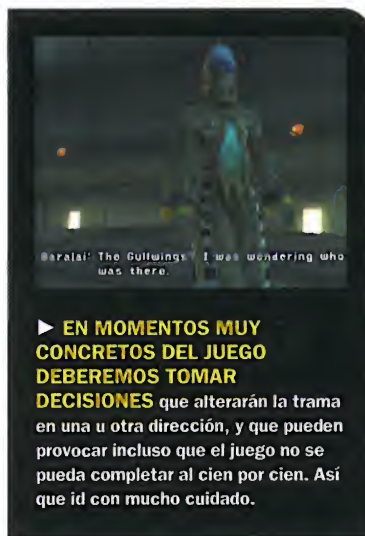 Baralai: The Gullwings. I was wondering who
was there.
► EN MOMENTOS MUY
CONCRETOS DEL JUEGO
DEBEREMOS TOMAR
DECISIONES que alterarán la trama
en una u otra dirección, y que pueden
provocar incluso que el juego no se
pueda completar al cien por cien. Así
que id con mucho cuidado.